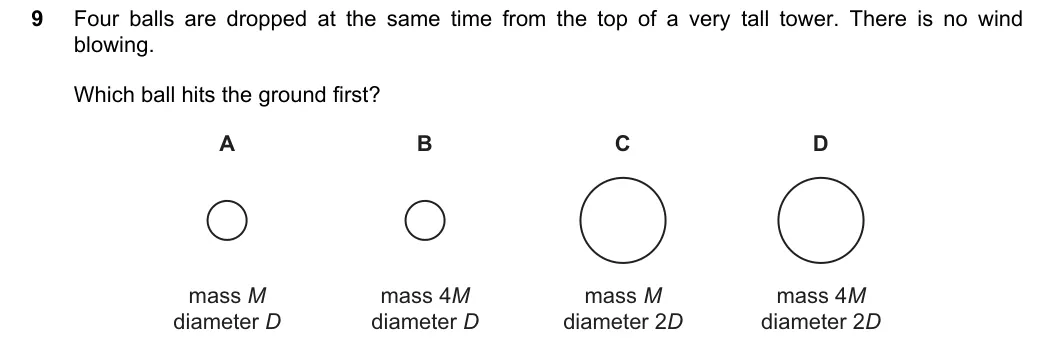 9 Four balls are dropped at the same time from the top of a very tall tower. There is no wind
blowing.
Which ball hits the ground first?
A B C D
mass M mass 4M mass M mass 4M
diameter D diameter D diameter 2D diameter 2D